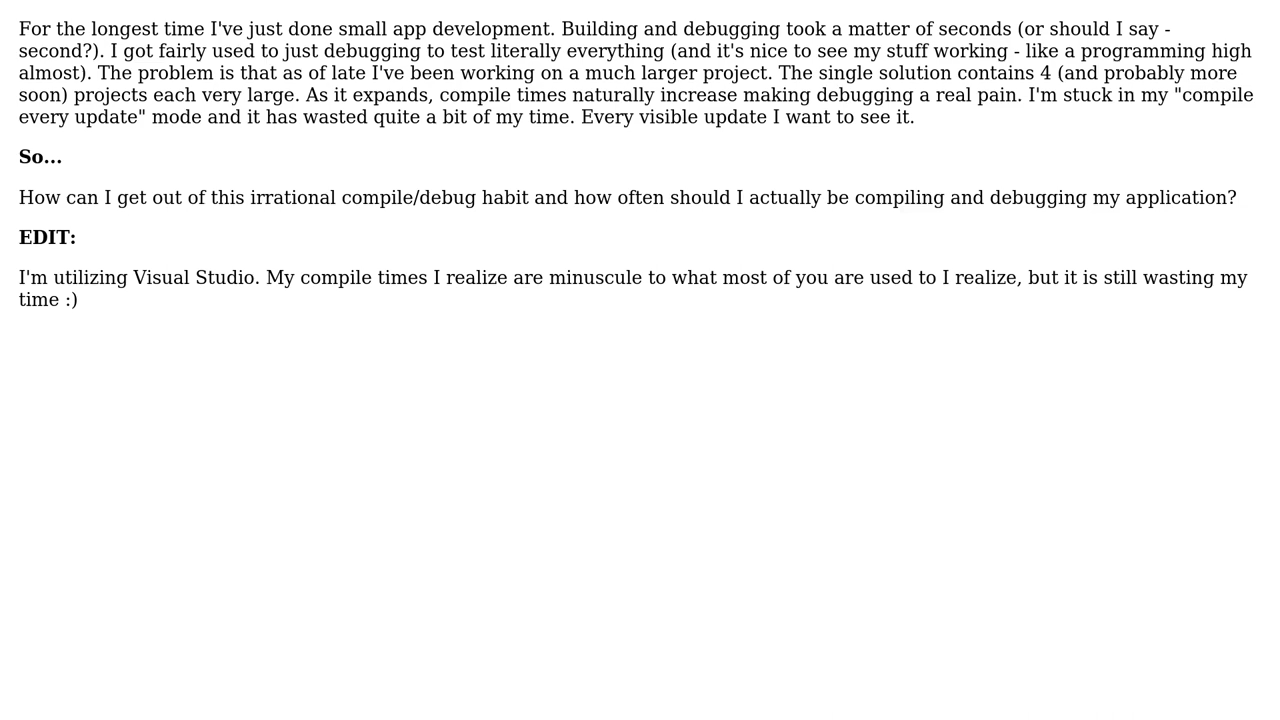 For the longest time I've just done small app development. Building and debugging took a matter of seconds (or should I say -
second?). I got fairly used to just debugging to test literally everything (and it's nice to see my stuff working - like a programming high
almost). The problem is that as of late I've been working on a much larger project. The single solution contains 4 (and probably more
soon) projects each very large. As it expands, compile times naturally increase making debugging a real pain. I'm stuck in my "compile
every update" mode and it has wasted quite a bit of my time. Every visible update I want to see it.
So...
How can I get out of this irrational compile/debug habit and how often should I actually be compiling and debugging my application?
EDIT:
I'm utilizing Visual Studio. My compile times I realize are minuscule to what most of you are used to I realize, but it is still wasting my
time :)